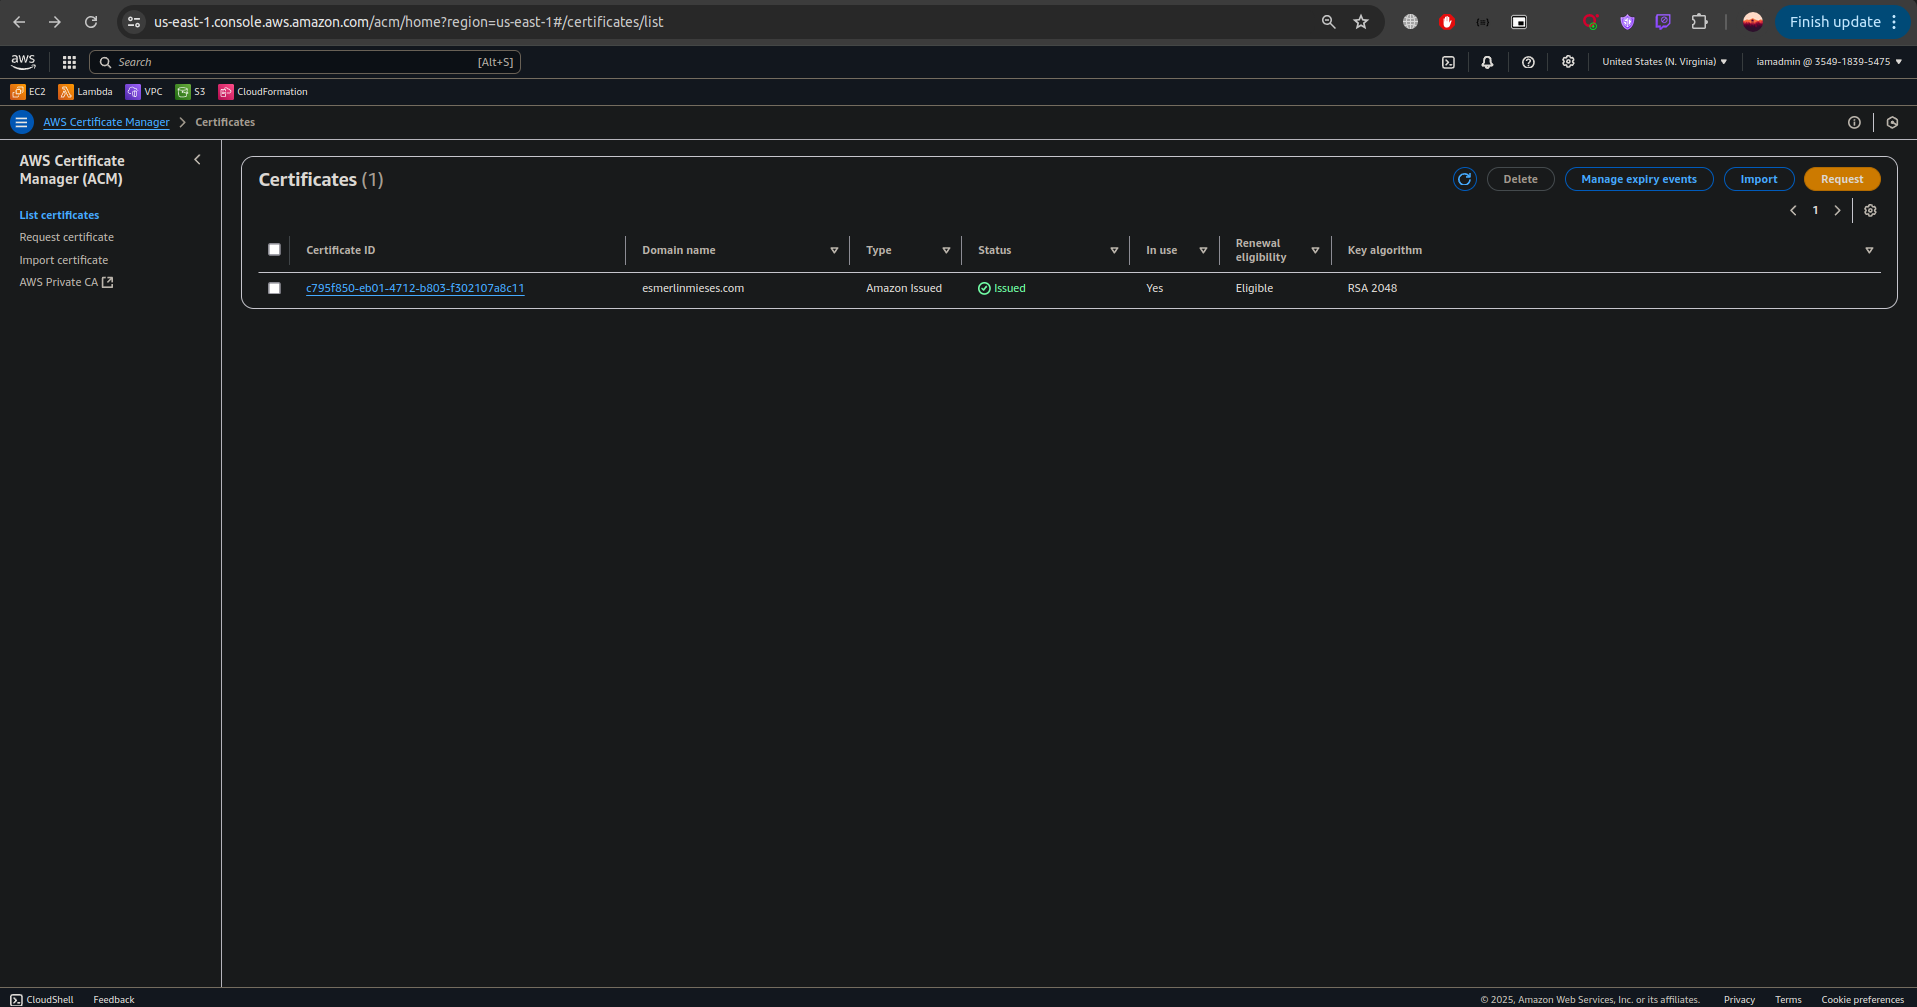 us-east-1.console.aws.amazon.com/acm/home?region=us-east-1#/certificates/list
Finish update
aws
Search
[Alt+S]
United States (N. Virginia)
iamadmin @ 3549-1839-5475
EC2
Lambda
VPC
S3
CloudFormation
AWS Certificate Manager
Certificates
AWS Certificate
Manager (ACM)
List certificates
Request certificate
Import certificate
AWS Private CA
Certificates (1)
Delete
Manage expiry events
Import
Request
1
Certificate ID
Domain name
Type
Status
In use
Renewal
eligibility
Key algorithm
c795f850-eb01-4712-b803-f302107a8c11
esmerlinmieses.com
Amazon Issued
Issued
Yes
Eligible
RSA 2048
CloudShell
Feedback
© 2025, Amazon Web Services, Inc. or its affiliates.
Privacy
Terms
Cookie preferences